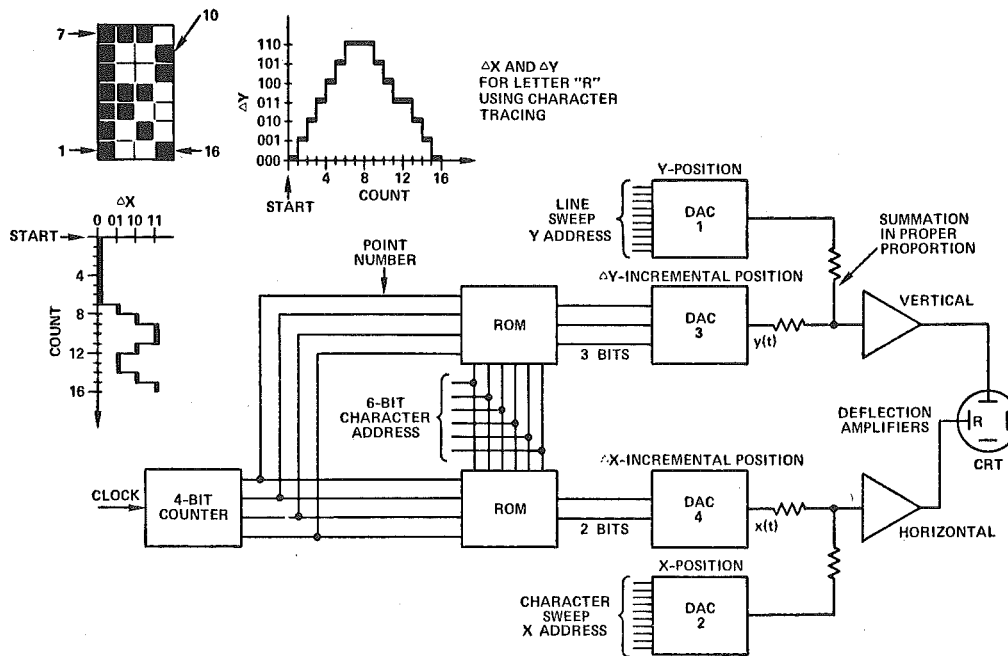 10
7
1
16
110
101
100
011
010
001
000
ΔY
4
8
12
16
COUNT
START
ΔX AND ΔY
FOR LETTER "R"
USING CHARACTER
TRACING
ΔX
0 01 10 11
START
4
8
12
16
COUNT
POINT
NUMBER
ROM
3 BITS
6-BIT
CHARACTER
ADDRESS
CLOCK
4-BIT
COUNTER
ROM
2 BITS
Y-POSITION
LINE
SWEEP
Y ADDRESS
DAC
1
SUMMATION
IN PROPER
PROPORTION
ΔY-INCREMENTAL POSITION
DAC
3
y(t)
VERTICAL
DEFLECTION
AMPLIFIERS
R
CRT
ΔX-INCREMENTAL POSITION
DAC
4
x(t)
HORIZONTAL
X-POSITION
CHARACTER
SWEEP
X ADDRESS
DAC
2